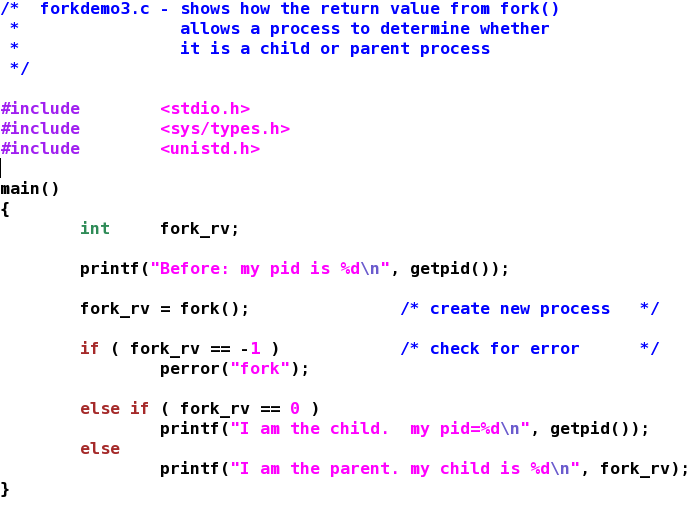 /*  forkdemo3.c - shows how the return value from fork()
 *                allows a process to determine whether
 *                it is a child or parent process
 */
#include        <stdio.h>
#include        <sys/types.h>
#include        <unistd.h>
main()
{
        int     fork_rv;
        printf("Before: my pid is %d\n", getpid());
        fork_rv = fork();               /* create new process   */
        if ( fork_rv == -1 )            /* check for error      */
                perror("fork");
        else if ( fork_rv == 0 )
                printf("I am the child.  my pid=%d\n", getpid());
        else
                printf("I am the parent. my child is %d\n", fork_rv);
}